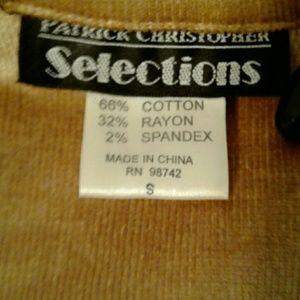 PATRICK CHRISTOPHER
Selections
66% COTTON
32% RAYON
2% SPANDEX
MADE IN CHINA
RN 98742
S